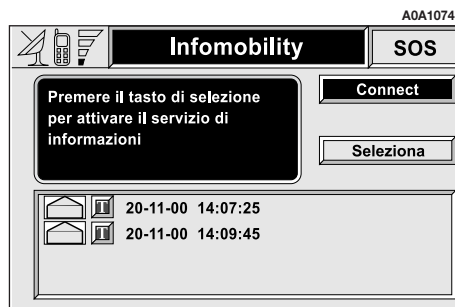 A0A1074
Infomobility
SOS
Premere il tasto di selezione
per attivare il servizio di
informazioni
Connect
Seleziona
20-11-00 14:07:25
20-11-00 14:09:45